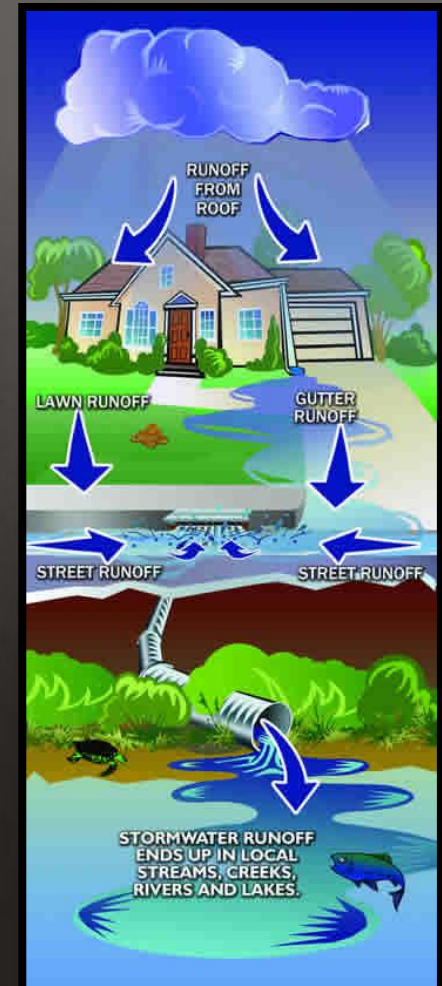 RUNOFF
FROM
ROOF
LAWN RUNOFF
GUTTER
RUNOFF
STREET RUNOFF
STREET RUNOFF
STORMWATER RUNOFF
ENDS UP IN LOCAL
STREAMS, CREEKS,
RIVERS AND LAKES.